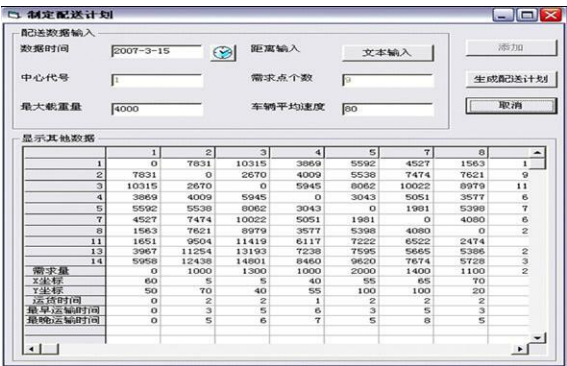 制定配送计划
配送数据输入
数据时间 2007-3-15 距离输入 文本输入 添加
中心代号 1 需求点个数 9 生成配送计划
最大载重量 4000 车辆平均速度 80 取消
显示其他数据
1 2 3 4 5 7 8
1 0 7831 10315 3869 5592 4527 1563 1
2 7831 0 2670 4009 5538 7474 7621 9
3 10315 2670 0 5945 8062 10022 8979 11
4 3869 4009 5945 0 3043 5051 3577 6
5 5592 5538 8062 3043 0 1981 5398 7
7 4527 7474 10022 5051 1981 0 4080 6
8 1563 7621 8979 3577 5398 4080 0 2
11 1651 9504 11419 6117 7222 6522 2474
13 3967 11254 13193 7238 7595 5665 5386 2
14 5958 12438 14801 8460 9620 7674 5728 3
需求量 0 1000 1300 1000 2000 1400 1100 2
X坐标 60 5 5 40 55 65 70
Y坐标 50 70 40 55 100 100 20
运货时间 0 2 2 1 2 2 2
最早运输时间 0 3 5 6 3 5 3
最晚运输时间 0 5 6 7 5 8 5